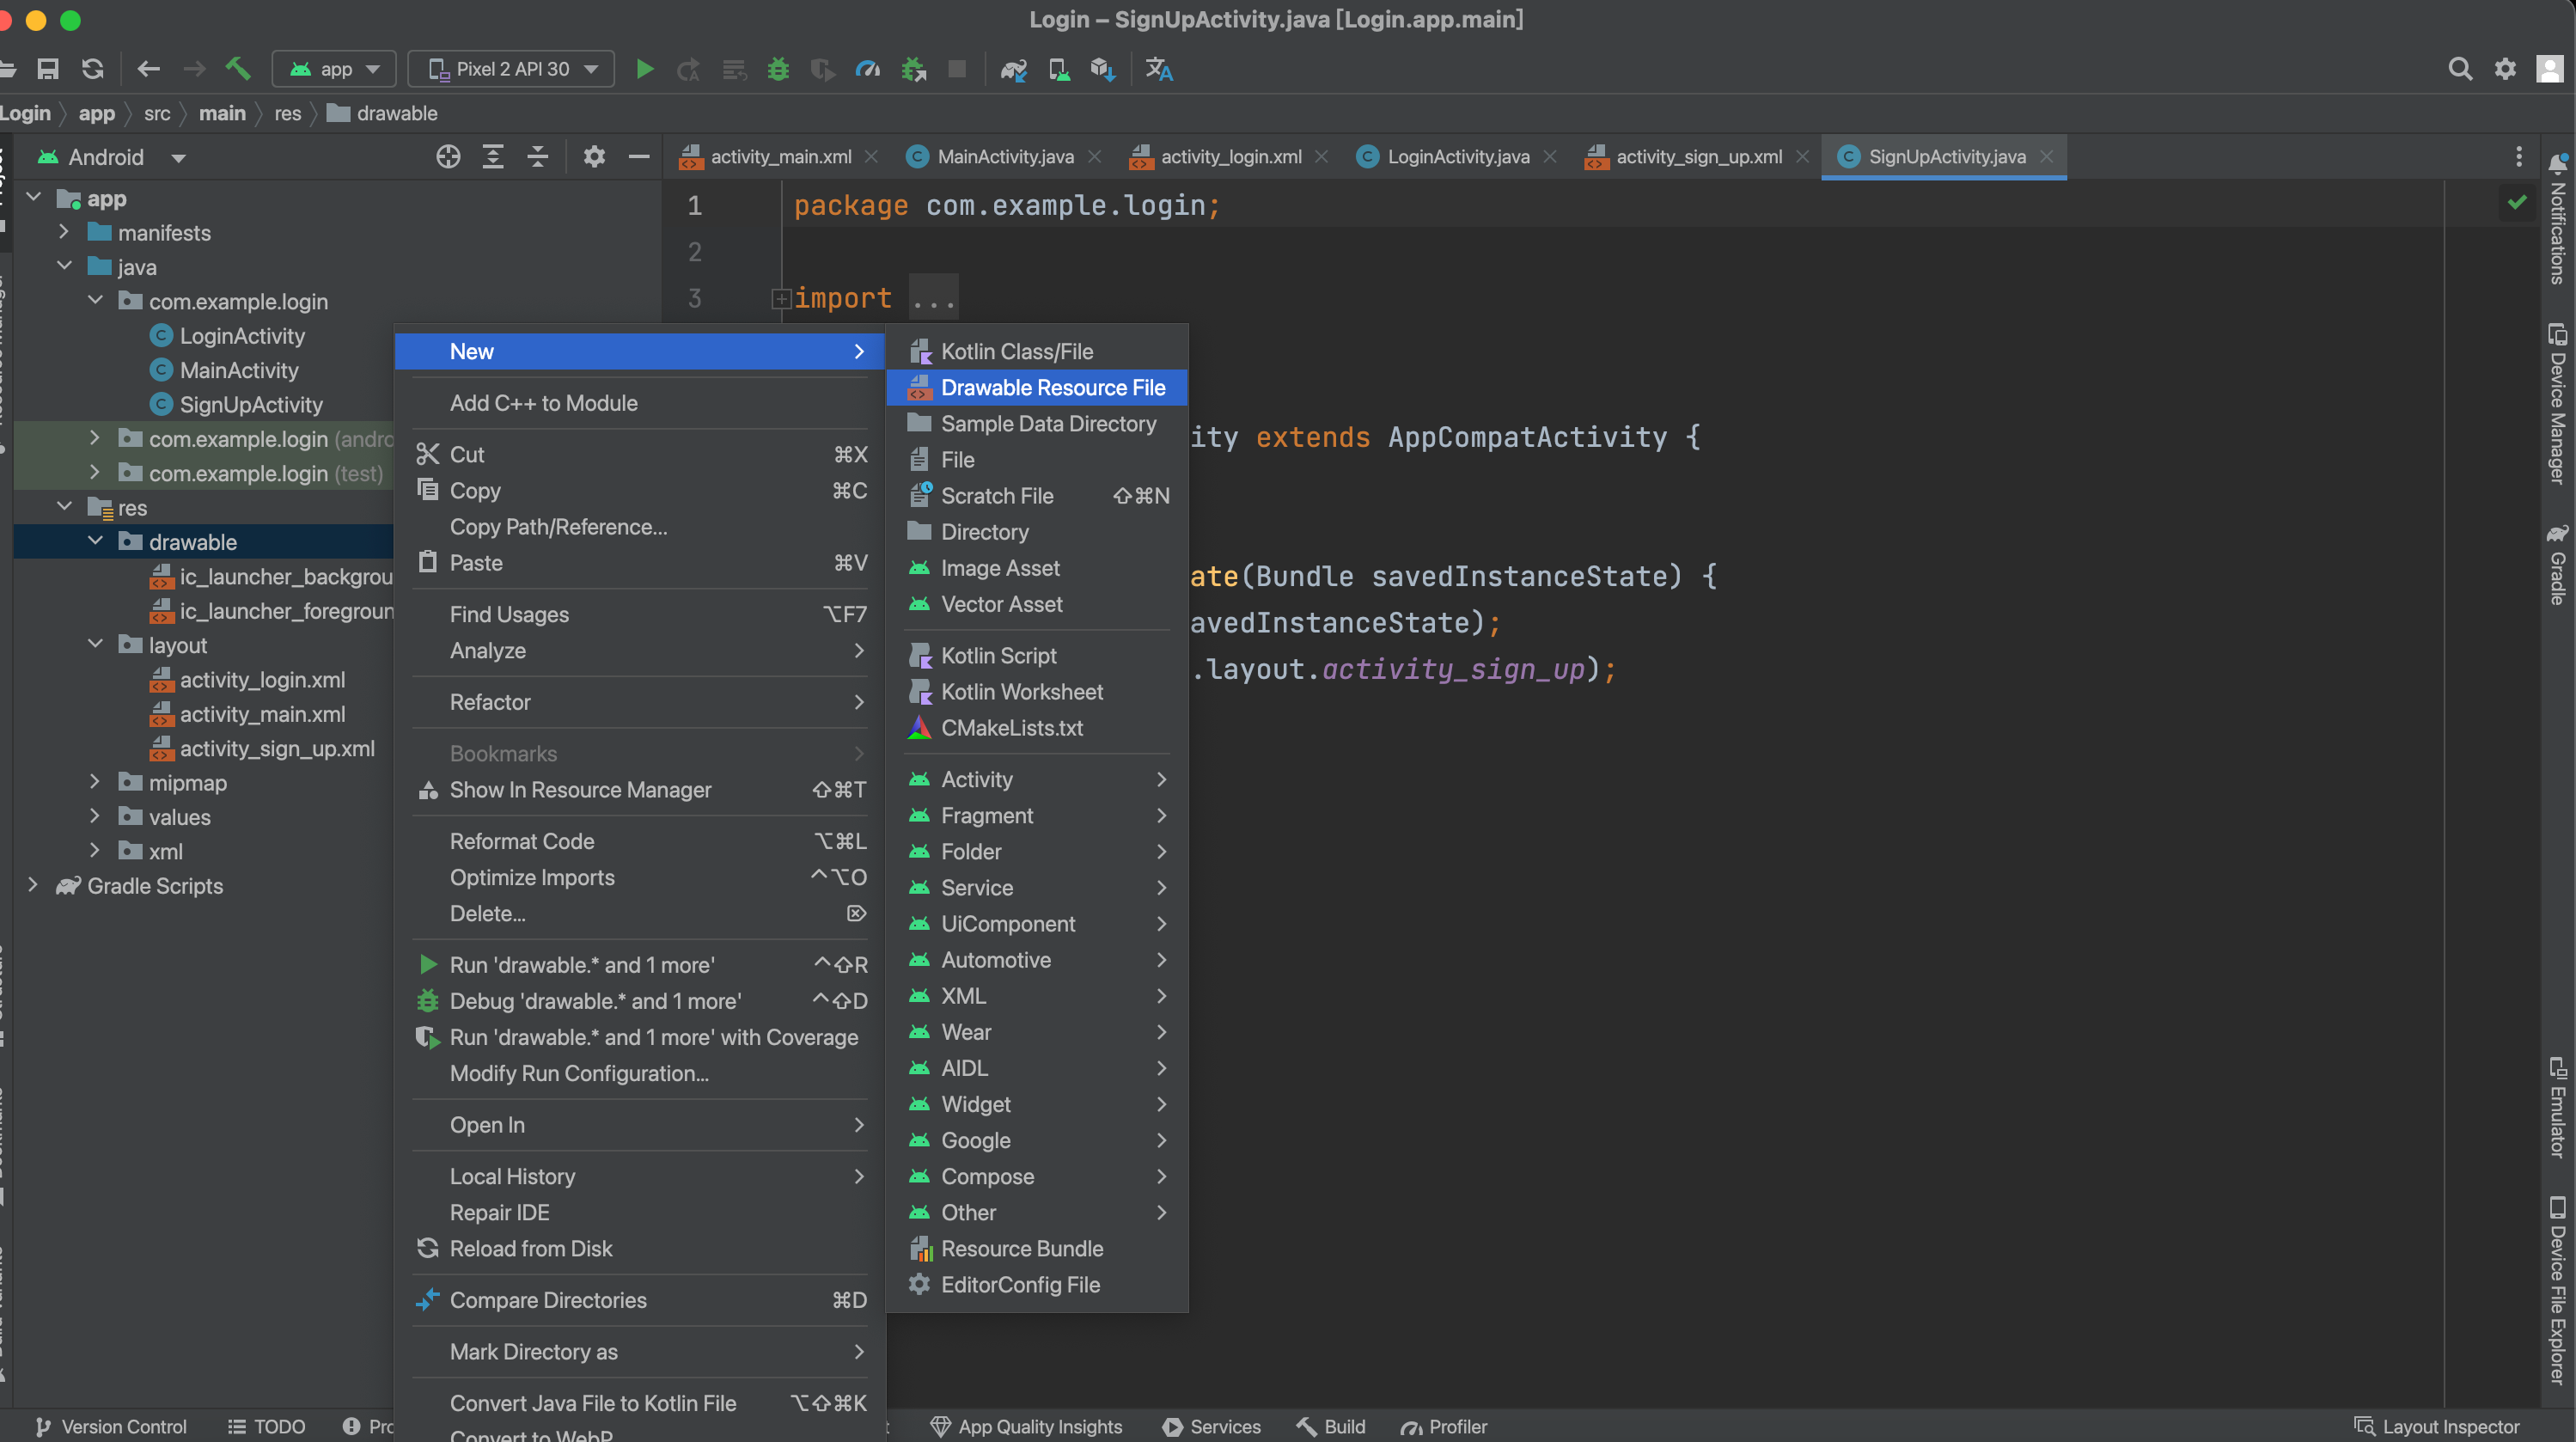 Login – SignUpActivity.java [Login.app.main]
app
Pixel 2 API 30
Login
app
src
main
res
drawable
Android
activity_main.xml
MainActivity.java
activity_login.xml
LoginActivity.java
activity_sign_up.xml
SignUpActivity.java
app
manifests
java
com.example.login
LoginActivity
MainActivity
SignUpActivity
com.example.login (andro
com.example.login (test)
res
drawable
ic_launcher_backgrou
ic_launcher_foregroun
layout
activity_login.xml
activity_main.xml
activity_sign_up.xml
mipmap
values
xml
Gradle Scripts
New
Add C++ to Module
Cut ⌘X
Copy ⌘C
Copy Path/Reference...
Paste ⌘V
Find Usages ⌥F7
Analyze
Refactor
Bookmarks
Show In Resource Manager ⇧⌘T
Reformat Code ⌥⌘L
Optimize Imports ^⌥O
Delete... ⌦
Run 'drawable.* and 1 more' ^⇧R
Debug 'drawable.* and 1 more' ^⇧D
Run 'drawable.* and 1 more' with Coverage
Modify Run Configuration...
Open In
Local History
Repair IDE
Reload from Disk
Compare Directories ⌘D
Mark Directory as
Convert Java File to Kotlin File ⌥⇧⌘K
Convert to WebP
Kotlin Class/File
Drawable Resource File
Sample Data Directory
File
Scratch File ⇧⌘N
Directory
Image Asset
Vector Asset
Kotlin Script
Kotlin Worksheet
CMakeLists.txt
Activity
Fragment
Folder
Service
UiComponent
Automotive
XML
Wear
AIDL
Widget
Google
Compose
Other
Resource Bundle
EditorConfig File
1 package com.example.login;
2
3 import ...
ity extends AppCompatActivity {
ate(Bundle savedInstanceState) {
avedInstanceState);
.layout.activity_sign_up);
Notifications
Device Manager
Gradle
Emulator
Device File Explorer
Version Control
TODO
Pro
App Quality Insights
Services
Build
Profiler
Layout Inspector